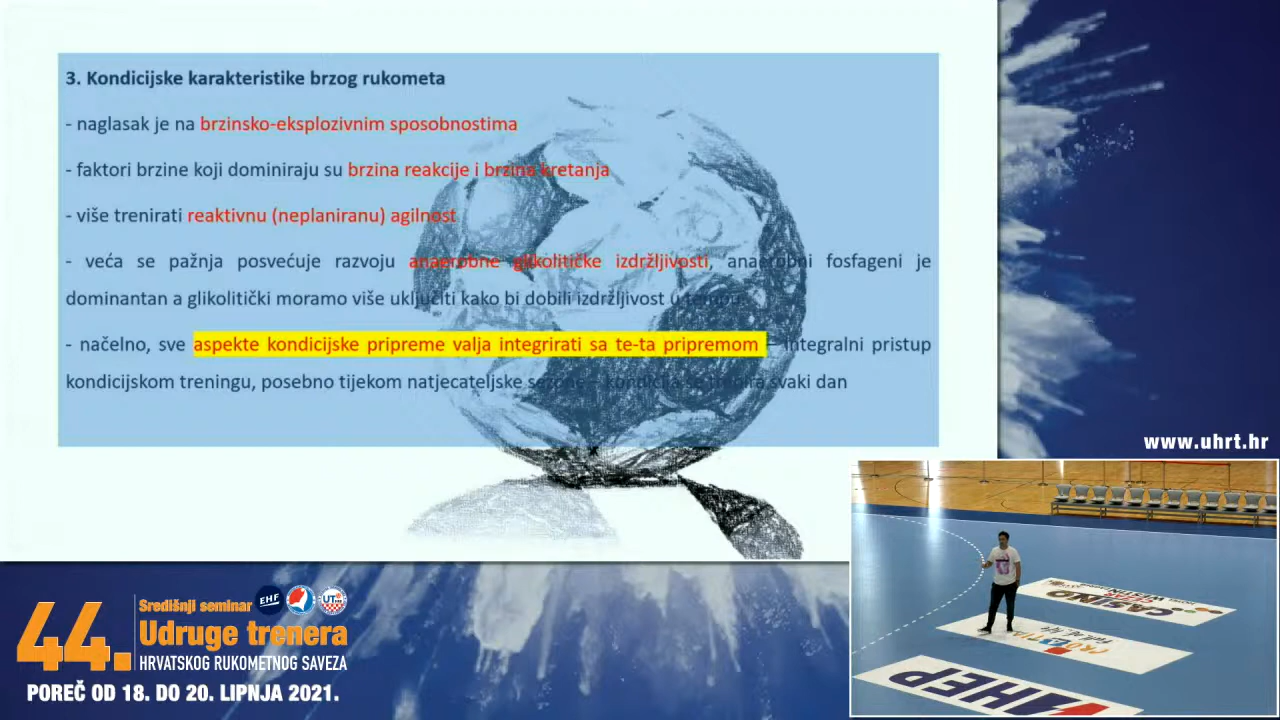 3. Kondicijske karakteristike brzog rukometa
- naglasak je na brzinsko-eksplozivnim sposobnostima
- faktori brzine koji dominiraju su brzina reakcije i brzina kretanja
- više trenirati reaktivnu (neplaniranu) agilnost
- veća se pažnja posvećuje razvoju anaerobne glikolitičke izdržljivosti, anaerobni fosfageni je
dominantan a glikolitički moramo više uključiti kako bi dobili izdržljivost u tempu
- načelno, sve aspekte kondicijske pripreme valja integrirati sa te-ta pripremom – integralni pristup
kondicijskom treningu, posebno tijekom natjecateljske sezone – kondicija se trenira svaki dan
www.uhrt.hr
44.
Središnji seminar
EHF
UT
Udruge trenera
HRVATSKOG RUKOMETNOG SAVEZA
POREČ OD 18. DO 20. LIPNJA 2021.
CASINO
HEP